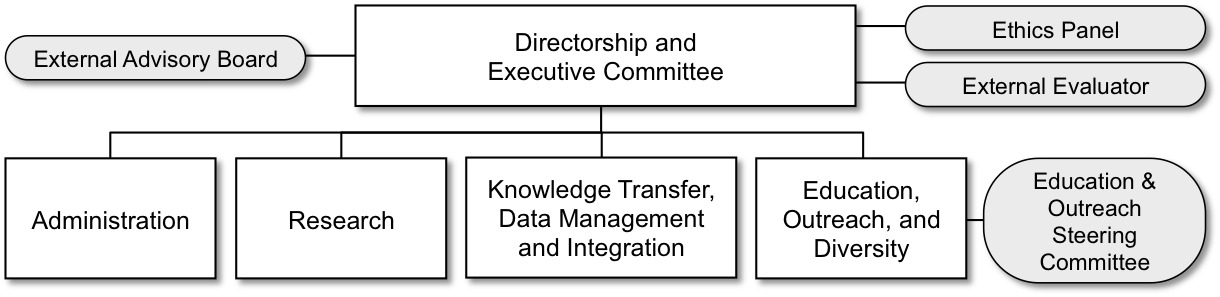 External Advisory Board
Directorship and
Executive Committee
Ethics Panel
External Evaluator
Administration
Research
Knowledge Transfer,
Data Management
and Integration
Education,
Outreach, and
Diversity
Education &
Outreach
Steering
Committee